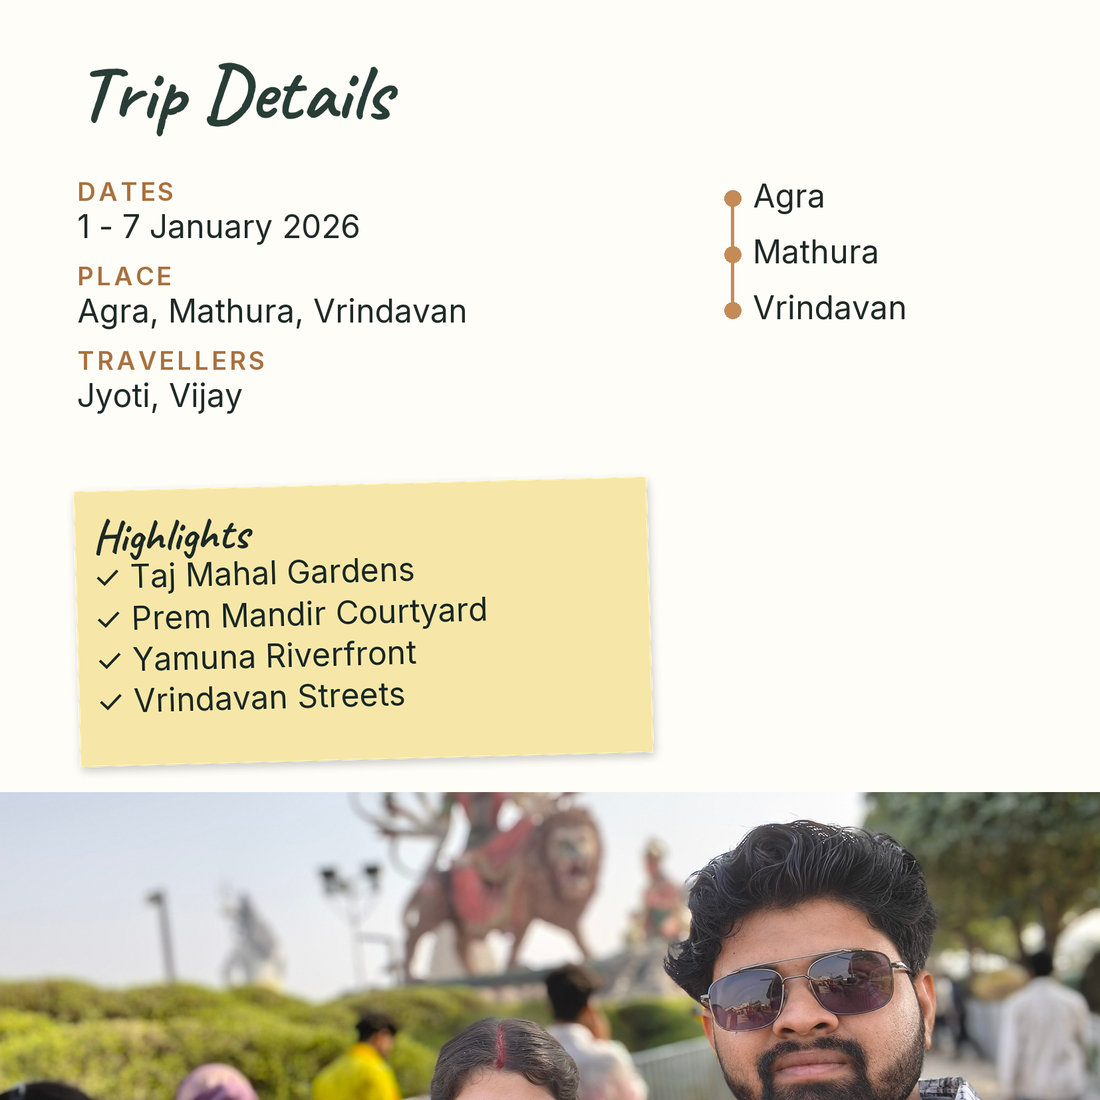 Trip Details
DATES
1 - 7 January 2026
PLACE
Agra, Mathura, Vrindavan
TRAVELLERS
Jyoti, Vijay
Agra
Mathura
Vrindavan
Highlights
✓ Taj Mahal Gardens
✓ Prem Mandir Courtyard
✓ Yamuna Riverfront
✓ Vrindavan Streets